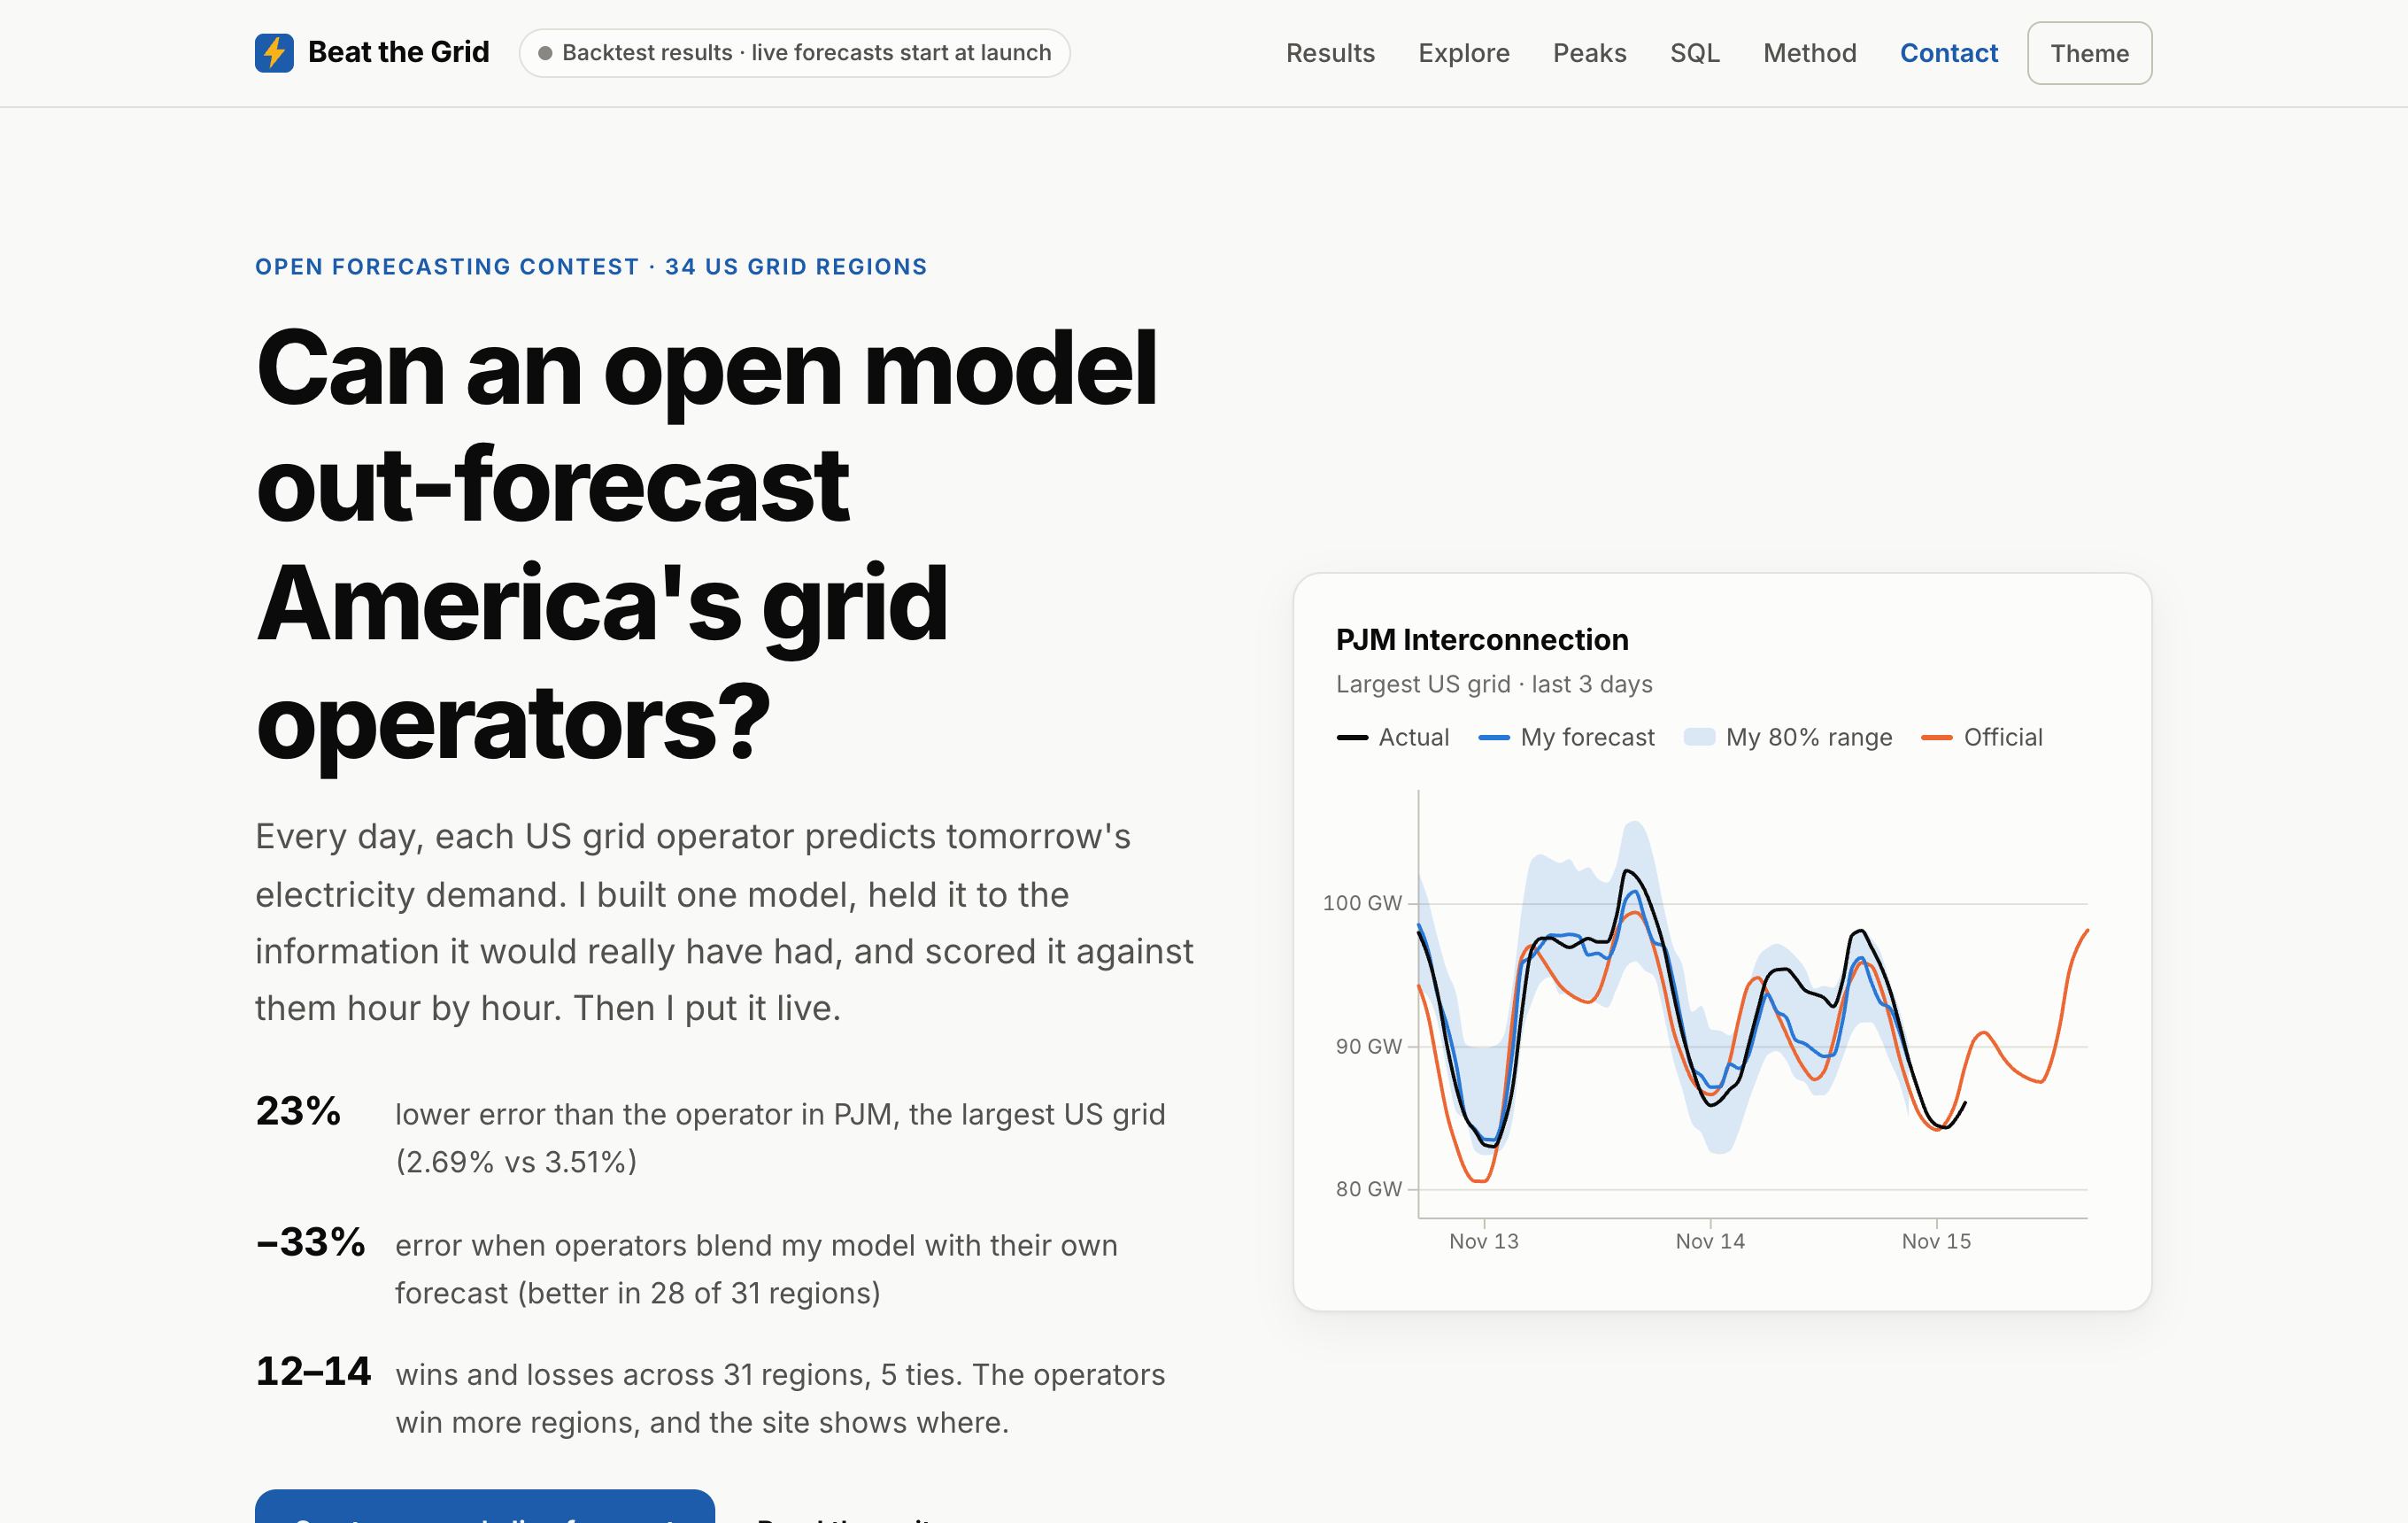 Beat the Grid
Backtest results · live forecasts start at launch
Results
Explore
Peaks
SQL
Method
Contact
Theme
OPEN FORECASTING CONTEST · 34 US GRID REGIONS
Can an open model
out-forecast
America's grid
operators?
Every day, each US grid operator predicts tomorrow's
electricity demand. I built one model, held it to the
information it would really have had, and scored it against
them hour by hour. Then I put it live.
23% lower error than the operator in PJM, the largest US grid
(2.69% vs 3.51%)
−33% error when operators blend my model with their own
forecast (better in 28 of 31 regions)
12–14 wins and losses across 31 regions, 5 ties. The operators
win more regions, and the site shows where.
PJM Interconnection
Largest US grid · last 3 days
Actual
My forecast
My 80% range
Official
100 GW
90 GW
80 GW
Nov 13
Nov 14
Nov 15